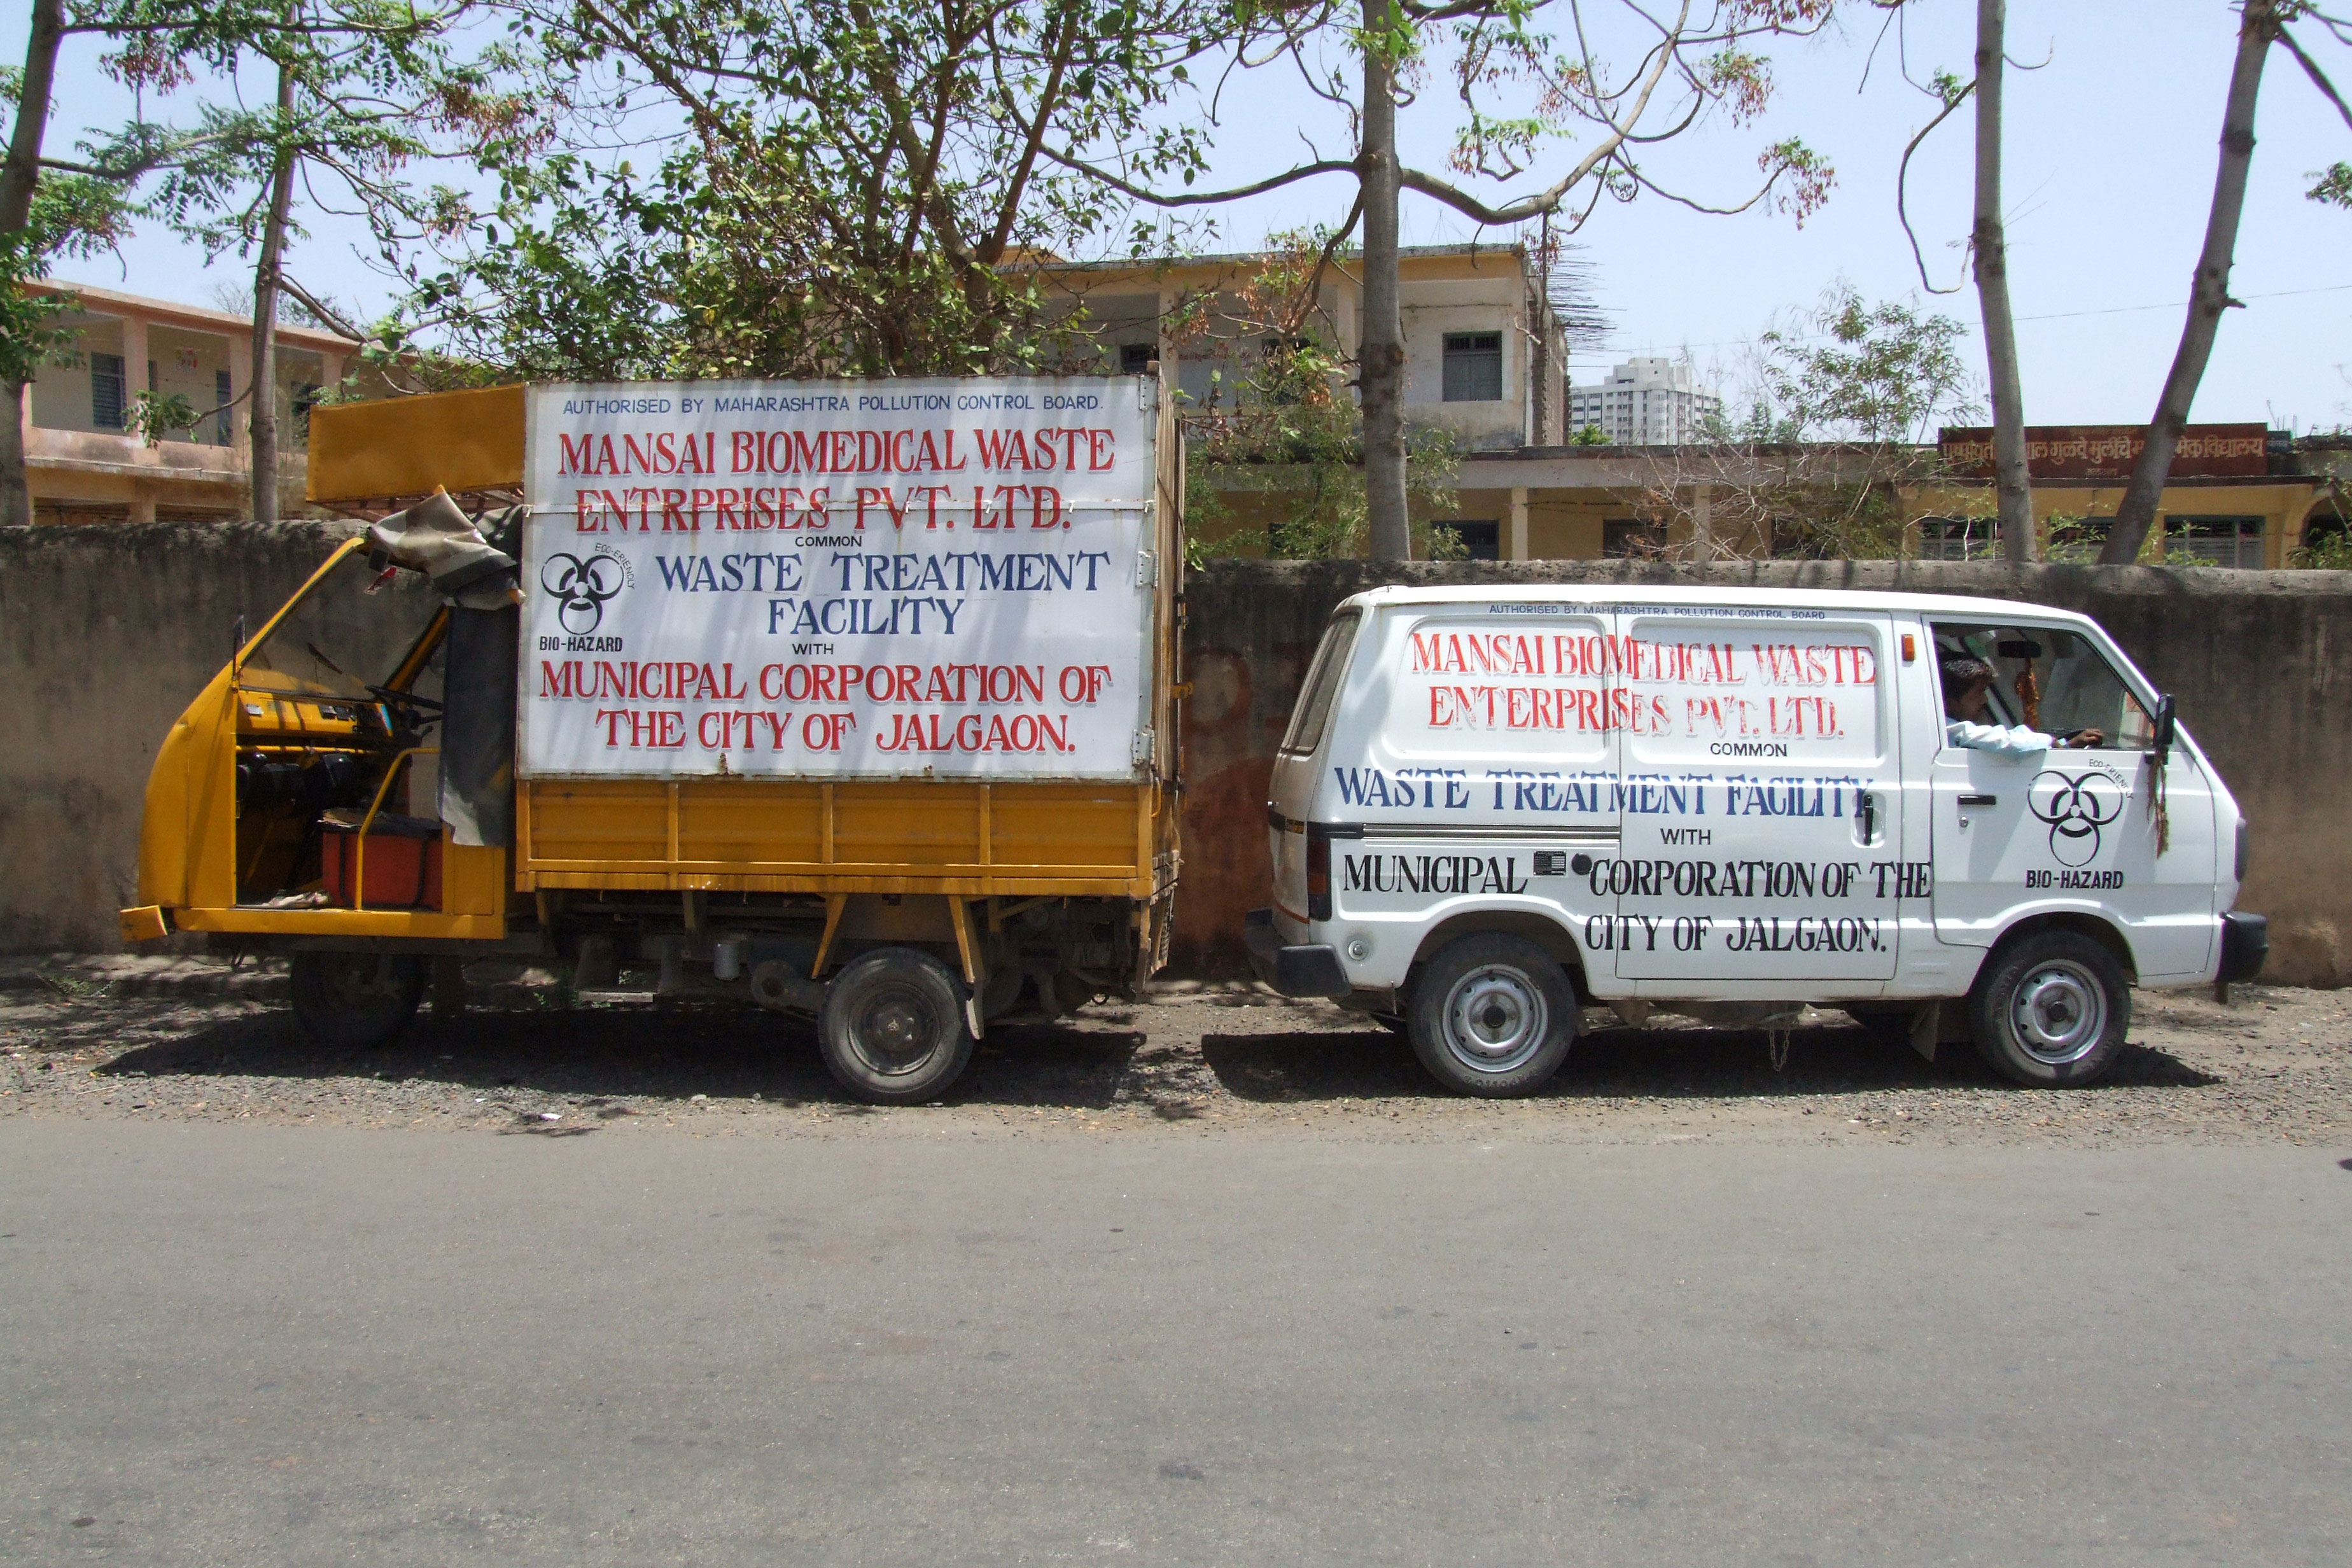 AUTHORISED BY MAHARASHTRA POLLUTION CONTROL BOARD.
MANSAI BIOMEDICAL WASTE
ENTRPRISES PVT. LTD.
COMMON
ECO-FRIENDLY
WASTE TREATMENT
FACILITY
BIO-HAZARD
WITH
MUNICIPAL CORPORATION OF
THE CITY OF JALGAON.
AUTHORISED BY MAHARASHTRA POLLUTION CONTROL BOARD
MANSAI BIOMEDICAL WASTE
ENTERPRISES PVT. LTD.
COMMON
WASTE TREATMENT FACILITY
WITH
MUNICIPAL CORPORATION OF THE
CITY OF JALGAON.
ECO-FRIENDLY
BIO-HAZARD
गुळवे मुलींचे